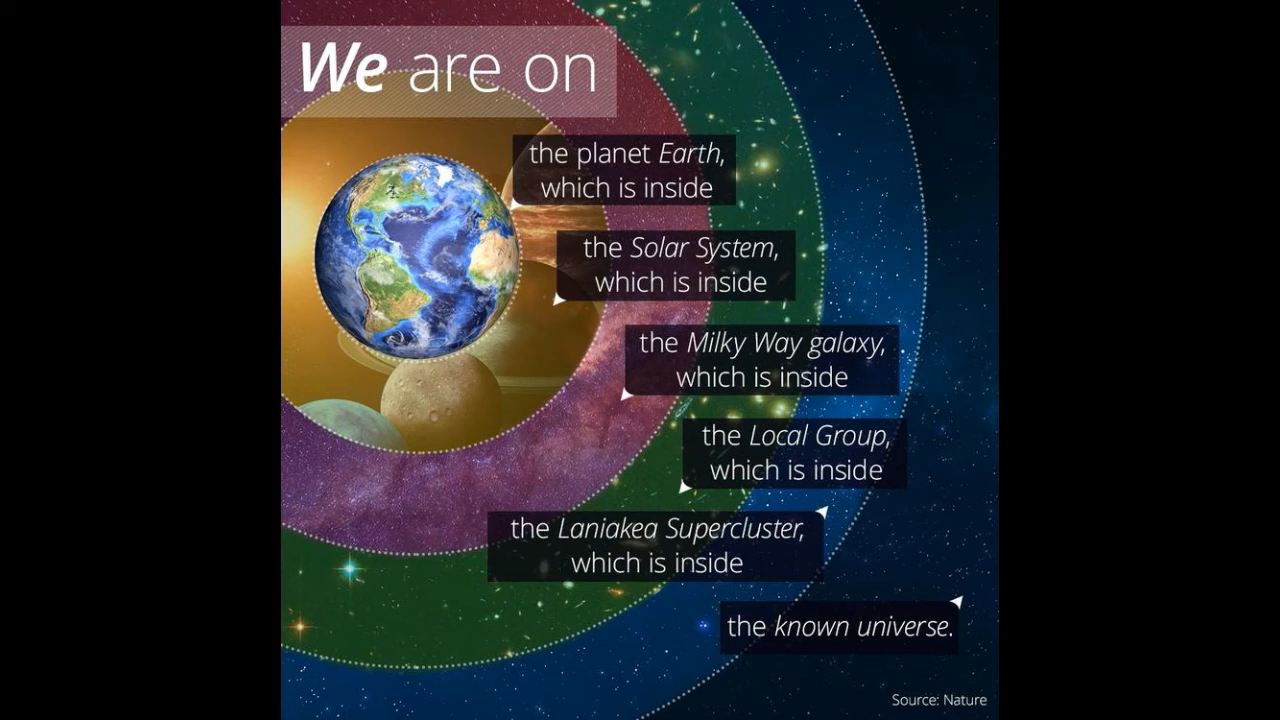 We are on
the planet Earth,
which is inside
the Solar System,
which is inside
the Milky Way galaxy,
which is inside
the Local Group,
which is inside
the Laniakea Supercluster,
which is inside
the known universe.
Source: Nature